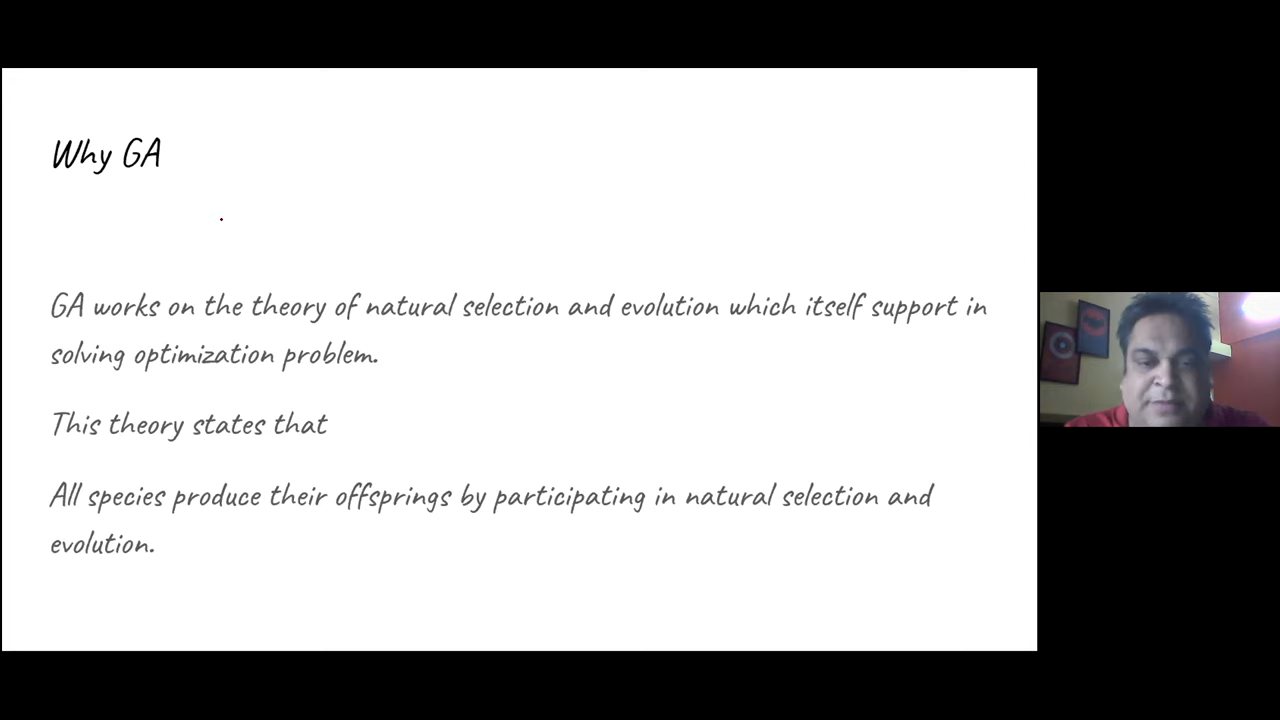 Why GA
GA works on the theory of natural selection and evolution which itself support in
solving optimization problem.
This theory states that
All species produce their offsprings by participating in natural selection and
evolution.